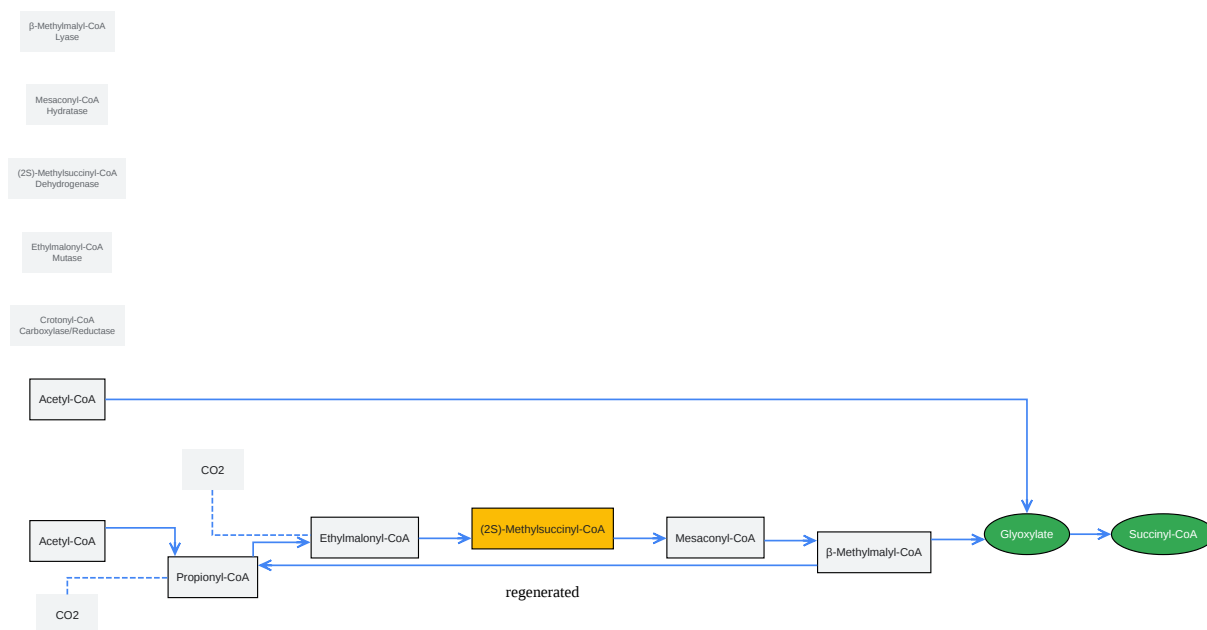 β-Methylmalyl-CoA
Lyase
Mesaconyl-CoA
Hydratase
(2S)-Methylsuccinyl-CoA
Dehydrogenase
Ethylmalonyl-CoA
Mutase
Crotonyl-CoA
Carboxylase/Reductase
Acetyl-CoA
CO2
Acetyl-CoA
Propionyl-CoA
CO2
Ethylmalonyl-CoA
(2S)-Methylsuccinyl-CoA
Mesaconyl-CoA
β-Methylmalyl-CoA
Glyoxylate
Succinyl-CoA
regenerated